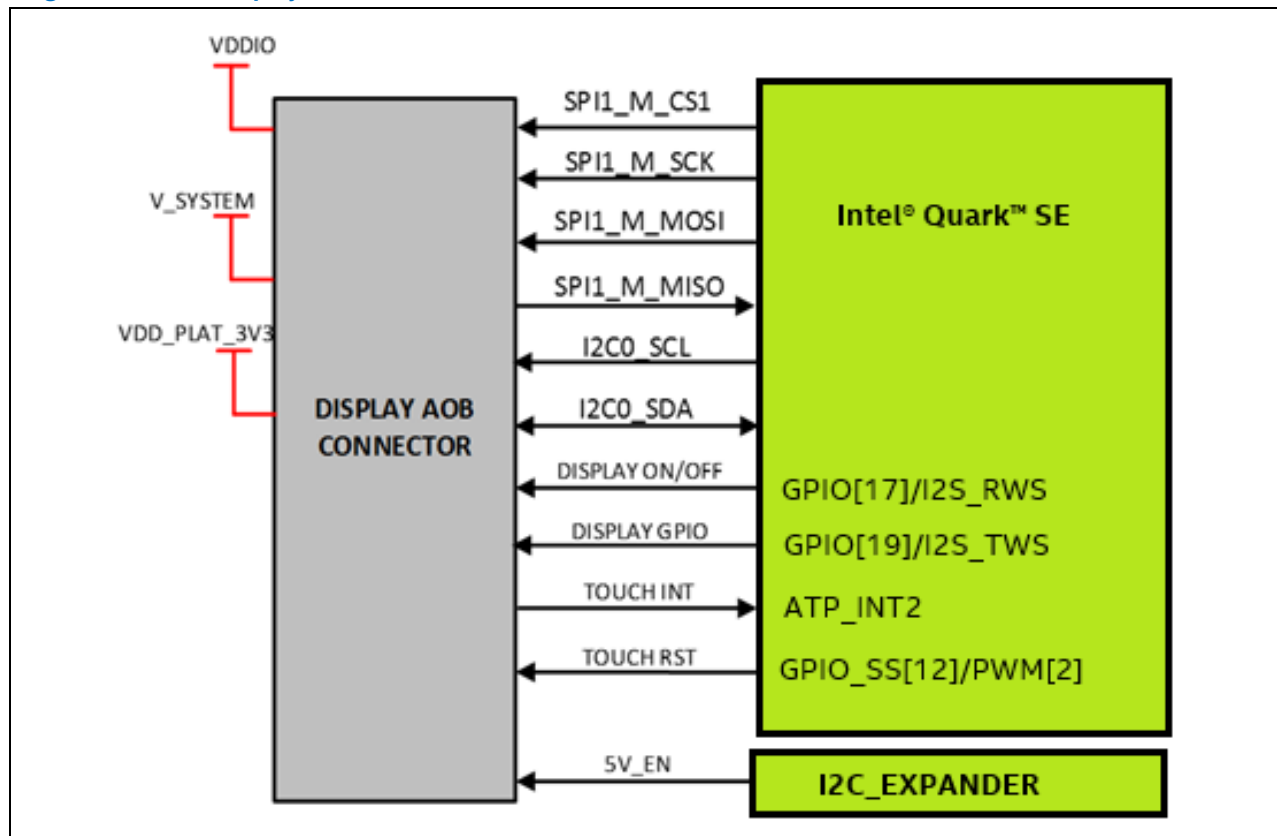 VDDIO
V_SYSTEM
VDD_PLAT_3V3
DISPLAY AOB
CONNECTOR
SPI1_M_CS1
SPI1_M_SCK
SPI1_M_MOSI
SPI1_M_MISO
I2C0_SCL
I2C0_SDA
DISPLAY ON/OFF
DISPLAY GPIO
TOUCH INT
TOUCH RST
5V_EN
Intel® Quark™ SE
GPIO[17]/I2S_RWS
GPIO[19]/I2S_TWS
ATP_INT2
GPIO_SS[12]/PWM[2]
I2C_EXPANDER